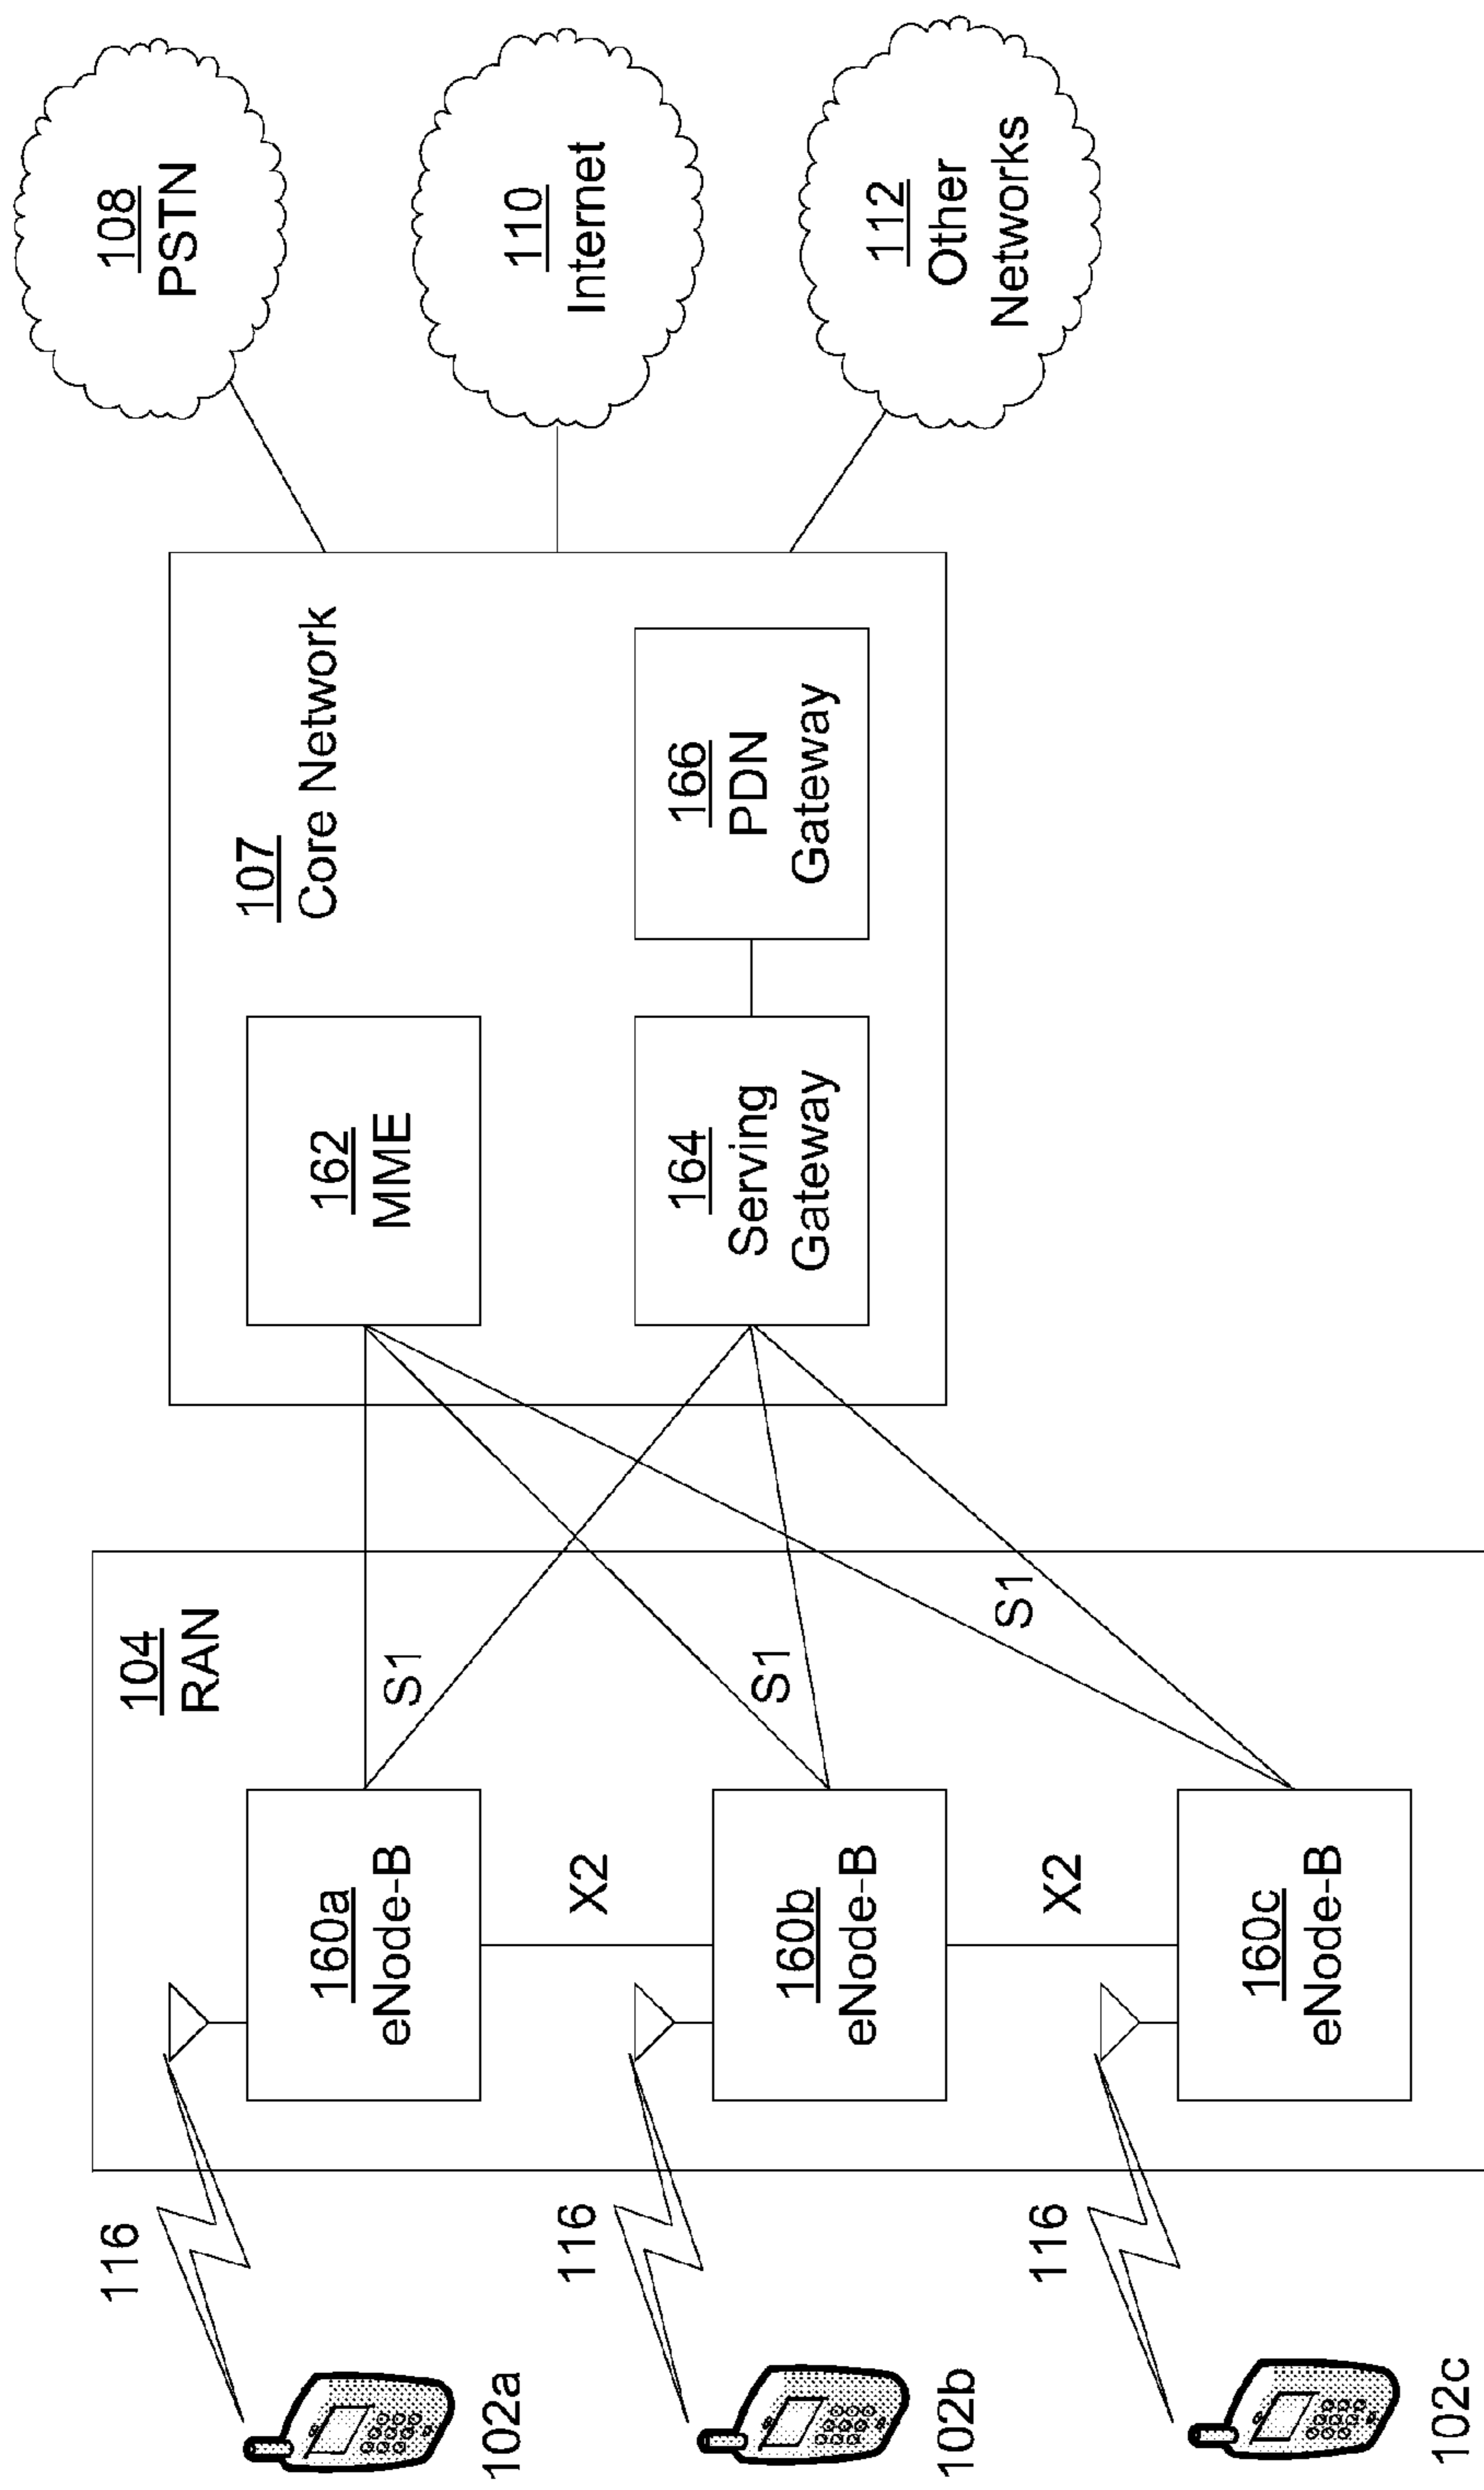 102a
116
102b
116
102c
116
104
RAN
160a
eNode-B
X2
160b
eNode-B
X2
160c
eNode-B
S1
S1
S1
107
Core Network
162
MME
164
Serving
Gateway
166
PDN
Gateway
108
PSTN
110
Internet
112
Other
Networks